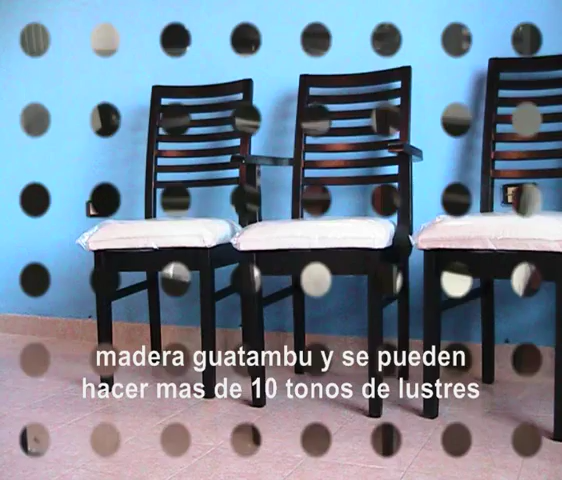 madera guatambu y se pueden
hacer mas de 10 tonos de lustres